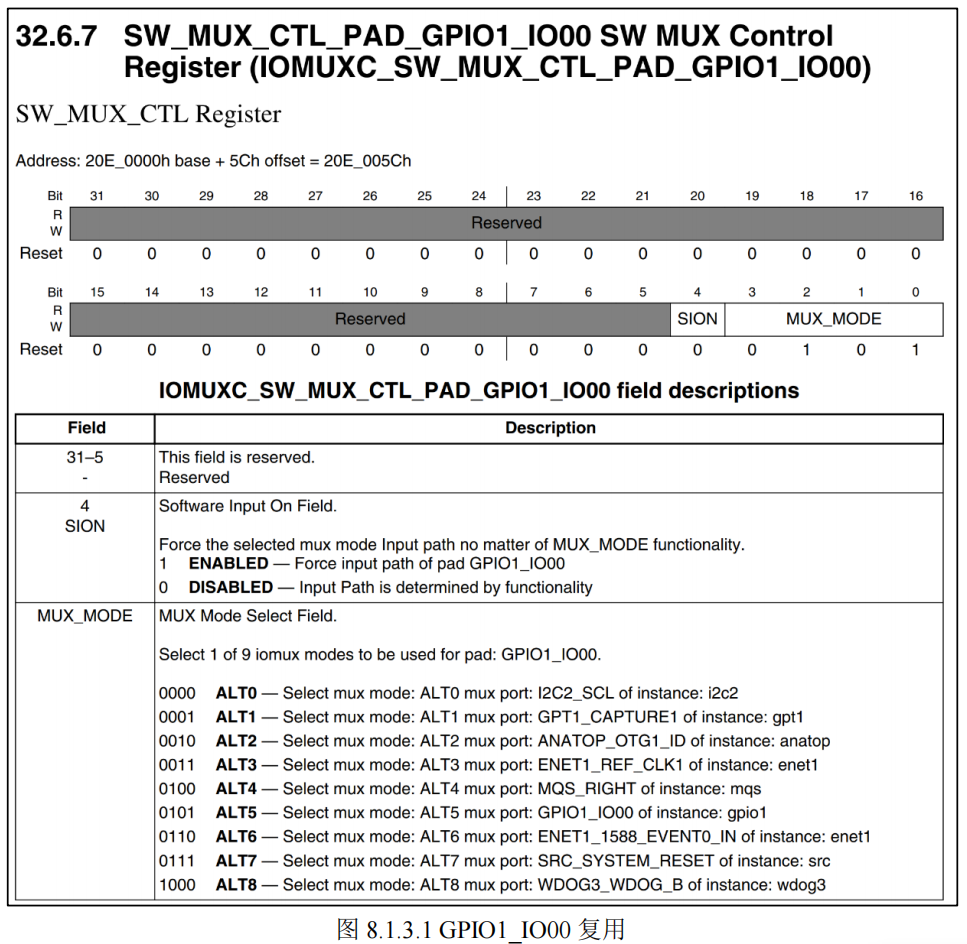 32.6.7 SW_MUX_CTL_PAD_GPIO1_IO00 SW MUX Control
Register (IOMUXC_SW_MUX_CTL_PAD_GPIO1_IO00)
SW_MUX_CTL Register
Address: 20E_0000h base + 5Ch offset = 20E_005Ch
Bit 31 30 29 28 27 26 25 24 23 22 21 20 19 18 17 16
R
Reserved
W
Reset 0 0 0 0 0 0 0 0 0 0 0 0 0 0 0 0
Bit 15 14 13 12 11 10 9 8 7 6 5 4 3 2 1 0
R
Reserved SION MUX_MODE
W
Reset 0 0 0 0 0 0 0 0 0 0 0 0 0 1 0 1
IOMUXC_SW_MUX_CTL_PAD_GPIO1_IO00 field descriptions
Field Description
31–5 This field is reserved.
- Reserved
4 Software Input On Field.
SION
Force the selected mux mode Input path no matter of MUX_MODE functionality.
1 ENABLED — Force input path of pad GPIO1_IO00
0 DISABLED — Input Path is determined by functionality
MUX_MODE MUX Mode Select Field.
Select 1 of 9 iomux modes to be used for pad: GPIO1_IO00.
0000 ALT0 — Select mux mode: ALT0 mux port: I2C2_SCL of instance: i2c2
0001 ALT1 — Select mux mode: ALT1 mux port: GPT1_CAPTURE1 of instance: gpt1
0010 ALT2 — Select mux mode: ALT2 mux port: ANATOP_OTG1_ID of instance: anatop
0011 ALT3 — Select mux mode: ALT3 mux port: ENET1_REF_CLK1 of instance: enet1
0100 ALT4 — Select mux mode: ALT4 mux port: MQS_RIGHT of instance: mqs
0101 ALT5 — Select mux mode: ALT5 mux port: GPIO1_IO00 of instance: gpio1
0110 ALT6 — Select mux mode: ALT6 mux port: ENET1_1588_EVENT0_IN of instance: enet1
0111 ALT7 — Select mux mode: ALT7 mux port: SRC_SYSTEM_RESET of instance: src
1000 ALT8 — Select mux mode: ALT8 mux port: WDOG3_WDOG_B of instance: wdog3
图 8.1.3.1 GPIO1_IO00 复用